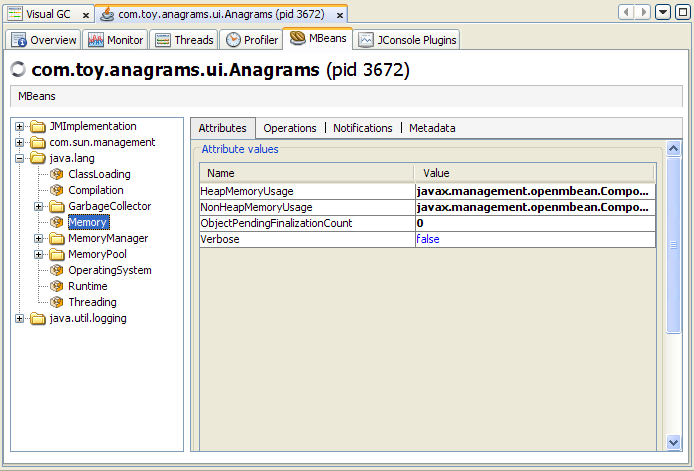 Visual GC x com.toy.anagrams.ui.Anagrams (pid 3672) x
Overview Monitor Threads Profiler MBeans JConsole Plugins
com.toy.anagrams.ui.Anagrams (pid 3672)
MBeans
JMImplementation
com.sun.management
java.lang
ClassLoading
Compilation
GarbageCollector
Memory
MemoryManager
MemoryPool
OperatingSystem
Runtime
Threading
java.util.logging
Attributes Operations Notifications Metadata
Attribute values
Name Value
HeapMemoryUsage javax.management.openmbean.Compo...
NonHeapMemoryUsage javax.management.openmbean.Compo...
ObjectPendingFinalizationCount 0
Verbose false